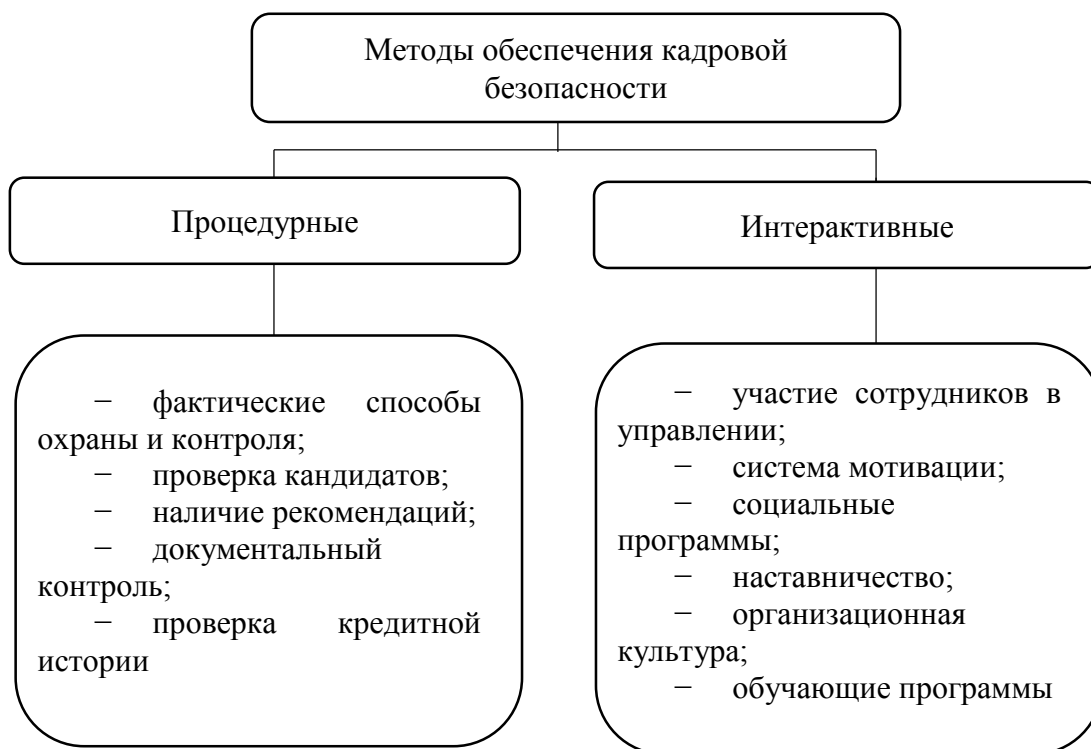 Методы обеспечения кадровой
безопасности
Процедурные
Интерактивные
− фактические способы
охраны и контроля;
− проверка кандидатов;
− наличие рекомендаций;
− документальный
контроль;
− проверка кредитной
истории
− участие сотрудников в
управлении;
− система мотивации;
− социальные
программы;
− наставничество;
− организационная
культура;
− обучающие программы